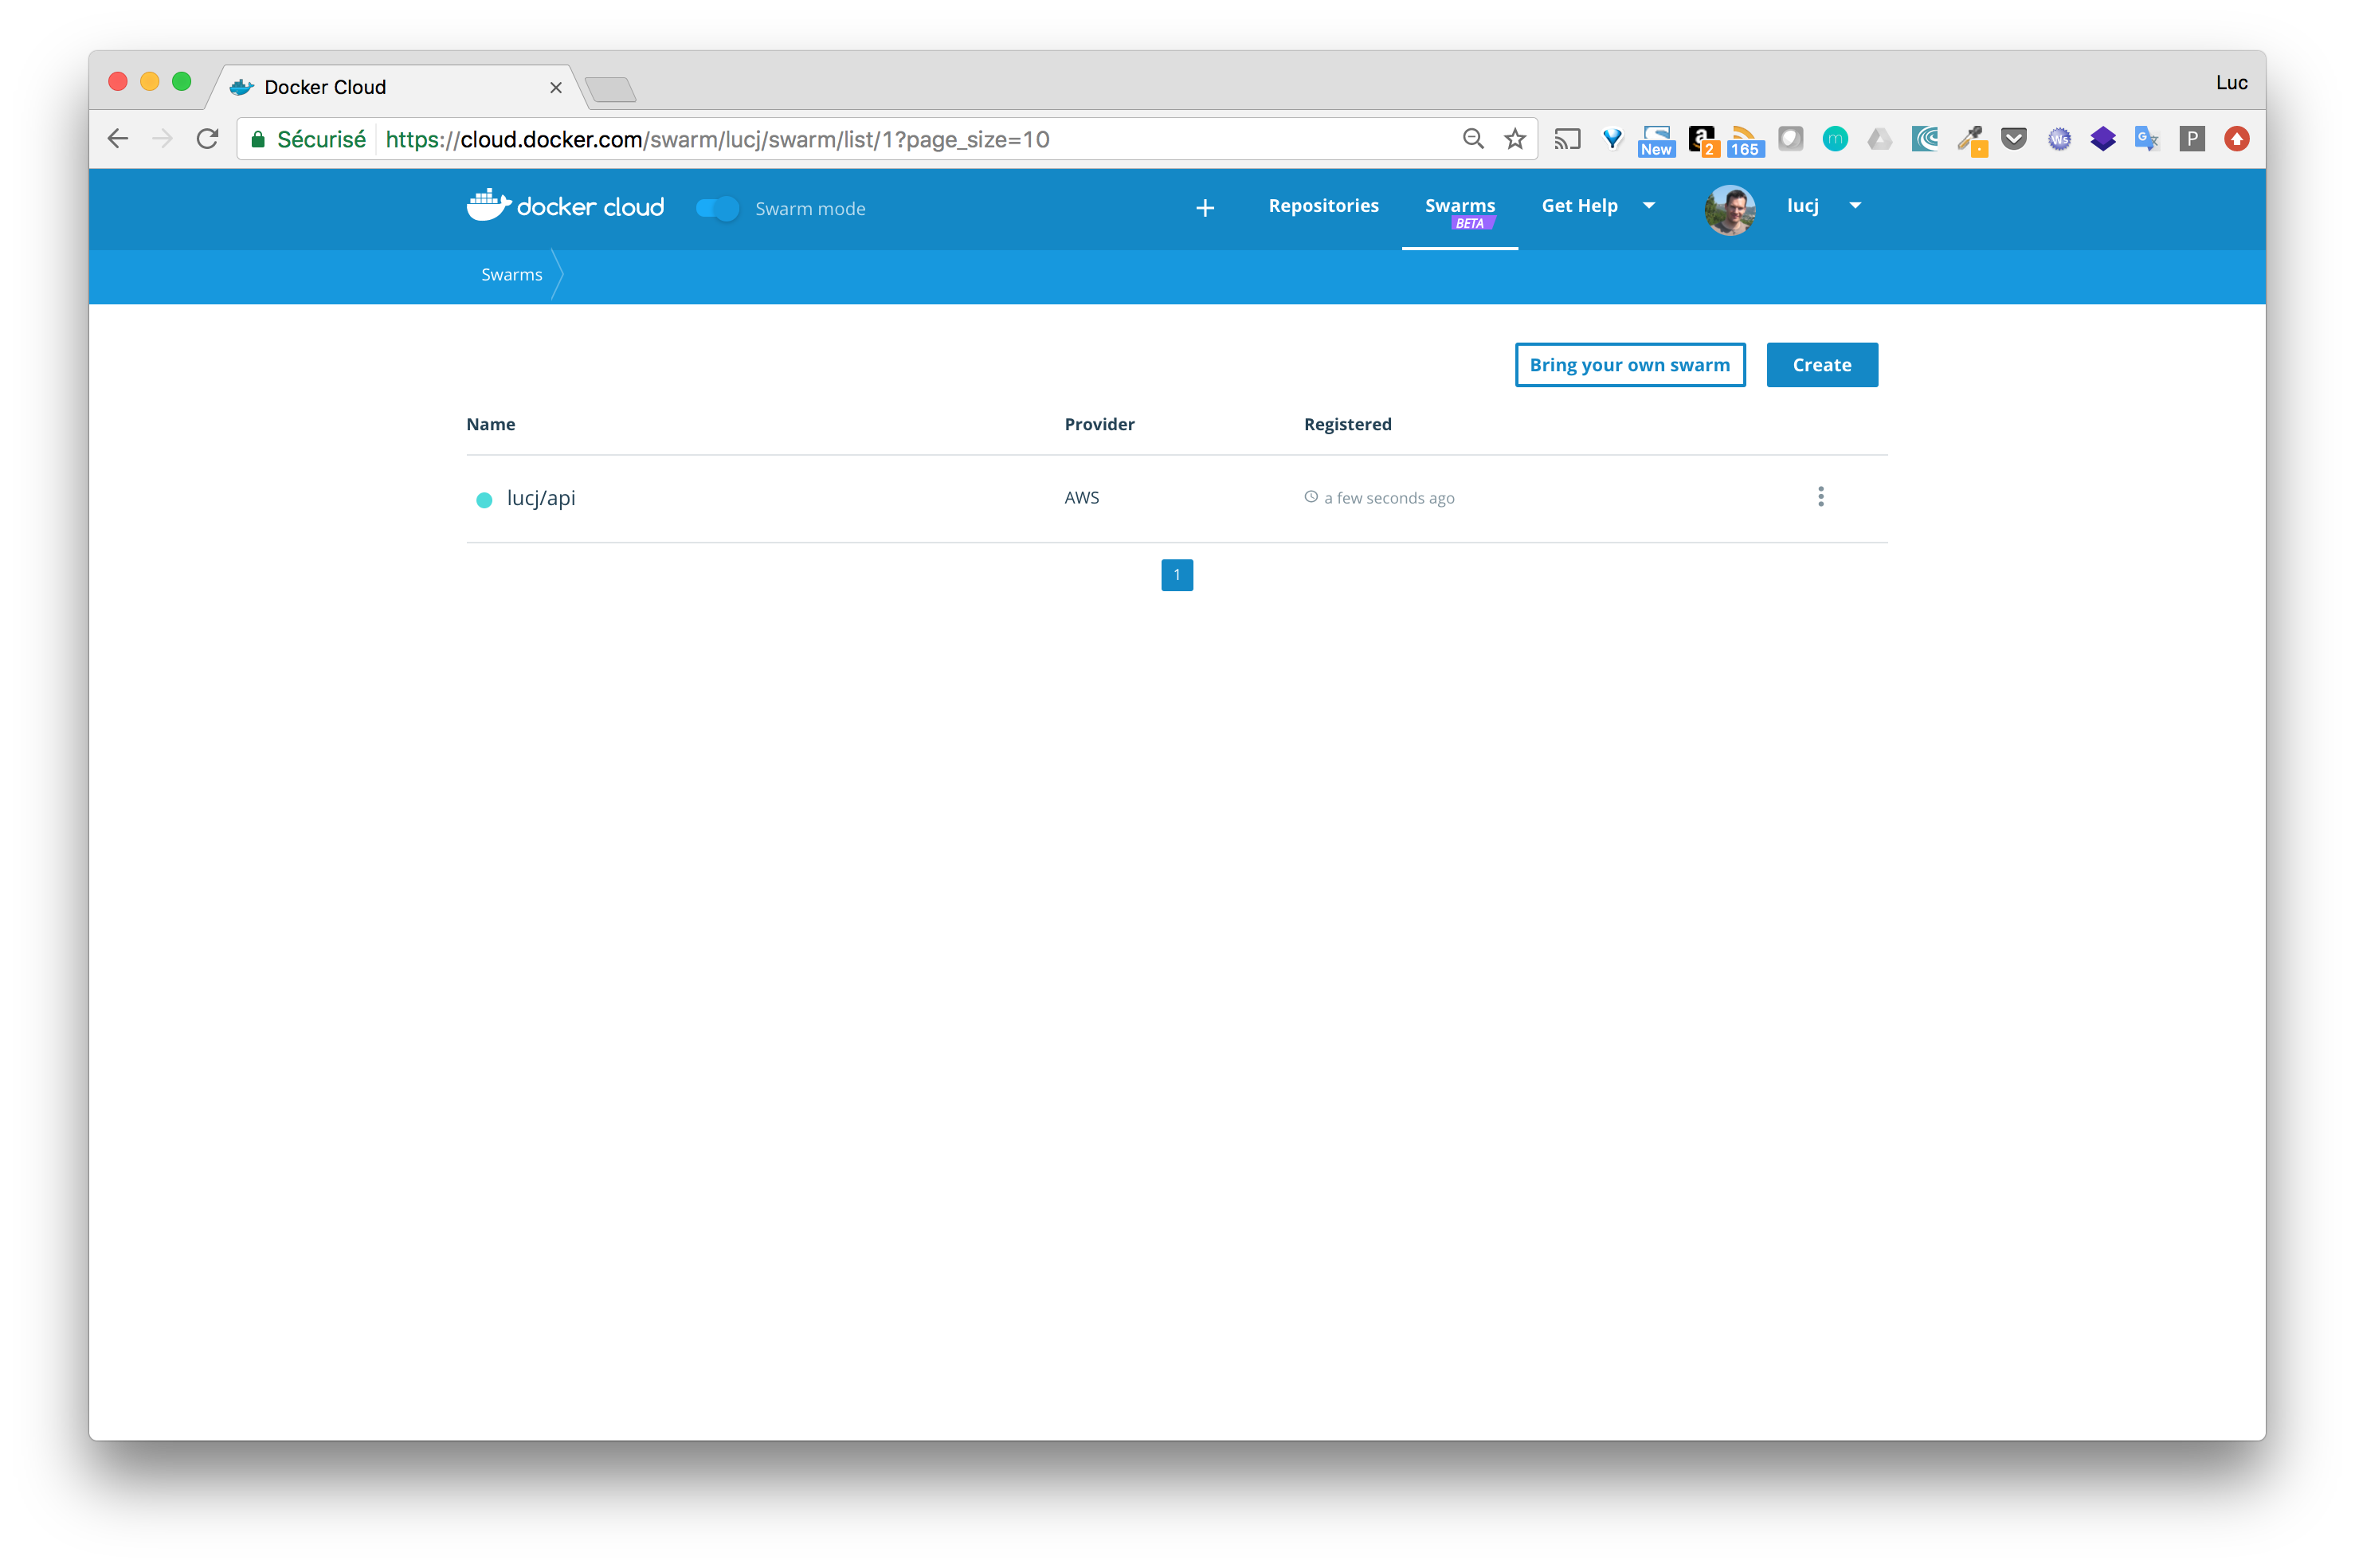 Docker Cloud
Luc
Sécurisé https://cloud.docker.com/swarm/lucj/swarm/list/1?page_size=10
New
a 2
165
m
Ws
G
P
docker cloud Swarm mode + Repositories Swarms Get Help lucj
BETA
Swarms
Bring your own swarm Create
Name Provider Registered
lucj/api AWS a few seconds ago
1